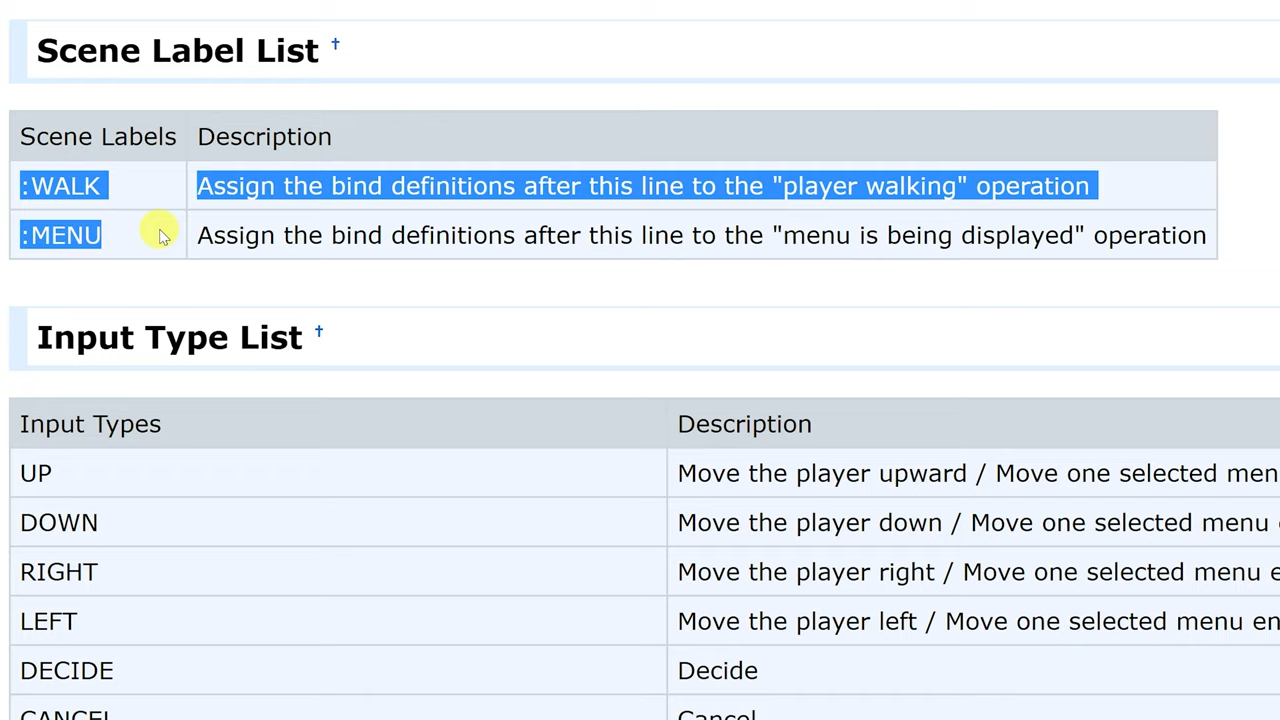 Scene Label List †
Scene Labels Description
:WALK Assign the bind definitions after this line to the "player walking" operation
:MENU Assign the bind definitions after this line to the "menu is being displayed" operation
Input Type List †
Input Types Description
UP Move the player upward / Move one selected men
DOWN Move the player down / Move one selected menu
RIGHT Move the player right / Move one selected menu e
LEFT Move the player left / Move one selected menu en
DECIDE Decide
CANCEL Cancel